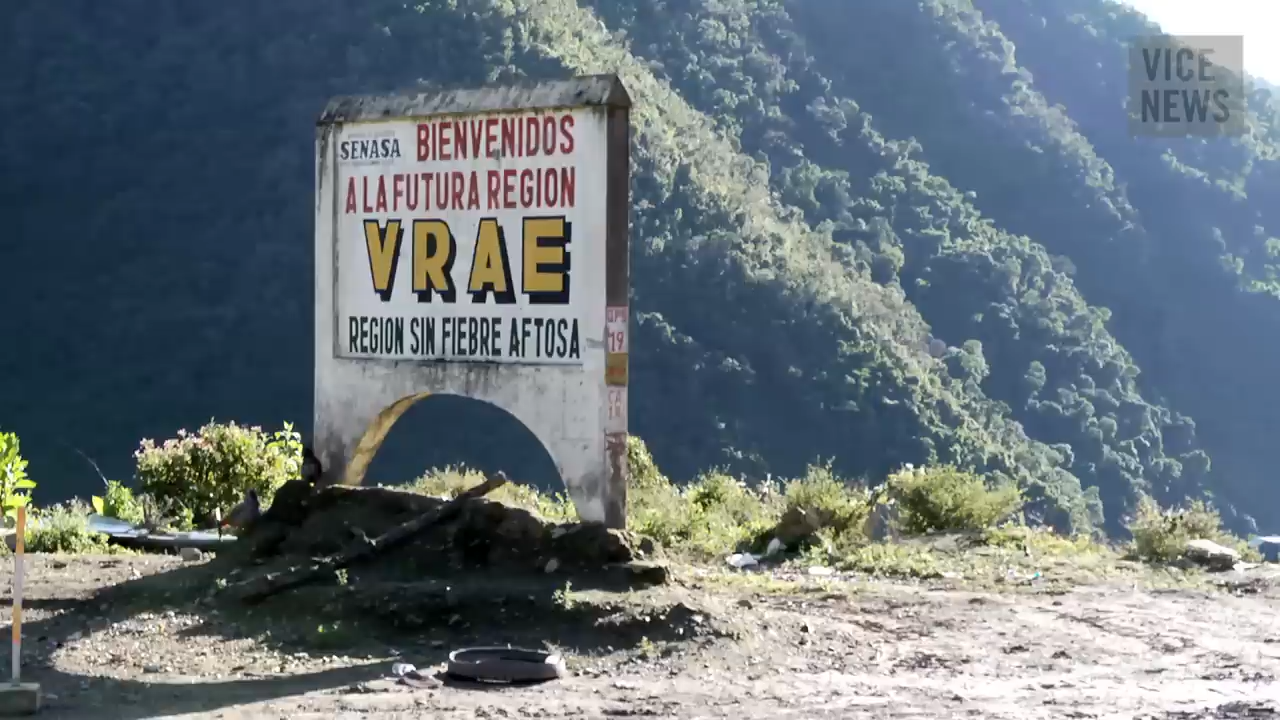 SENASA BIENVENIDOS
A LA FUTURA REGION
VRAE
REGION SIN FIEBRE AFTOSA
19
VICE
NEWS